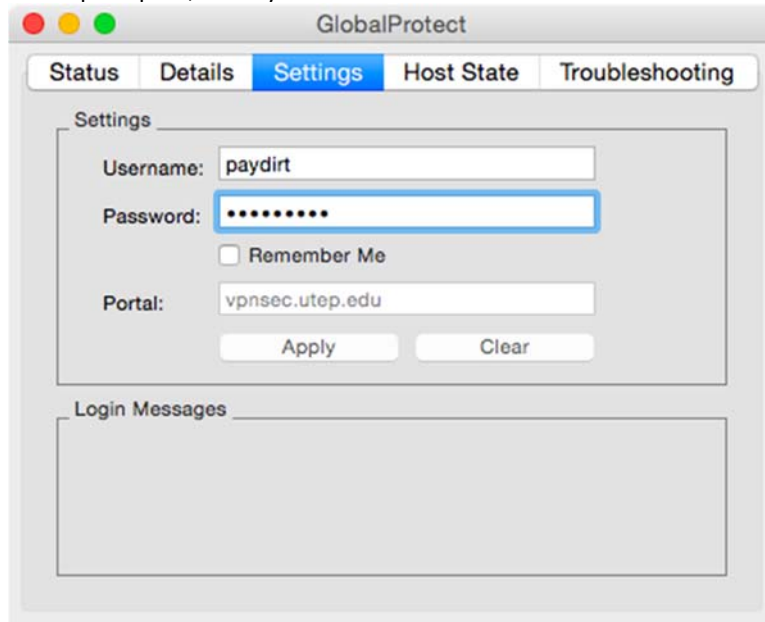 GlobalProtect
Status Details Settings Host State Troubleshooting
Settings
Username: paydirt
Password: •••••••••
Remember Me
Portal: vpnsec.utep.edu
Apply Clear
Login Messages